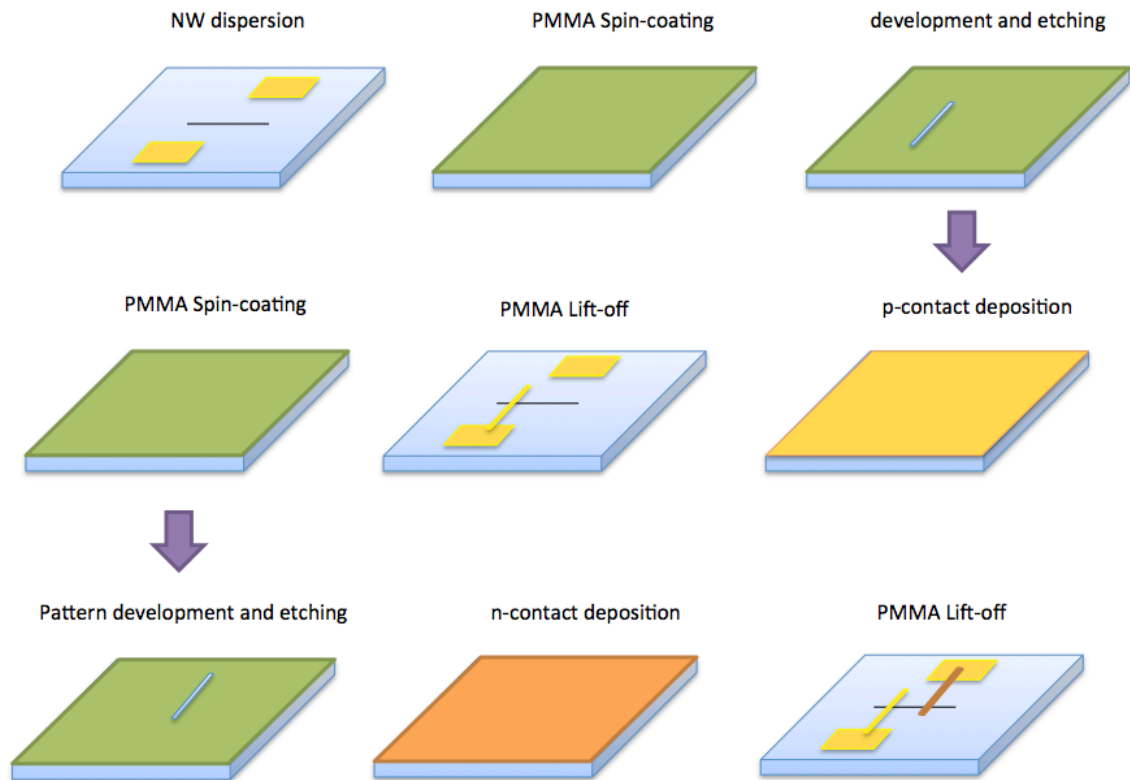 NW dispersion
PMMA Spin-coating
development and etching
PMMA Spin-coating
PMMA Lift-off
p-contact deposition
Pattern development and etching
n-contact deposition
PMMA Lift-off